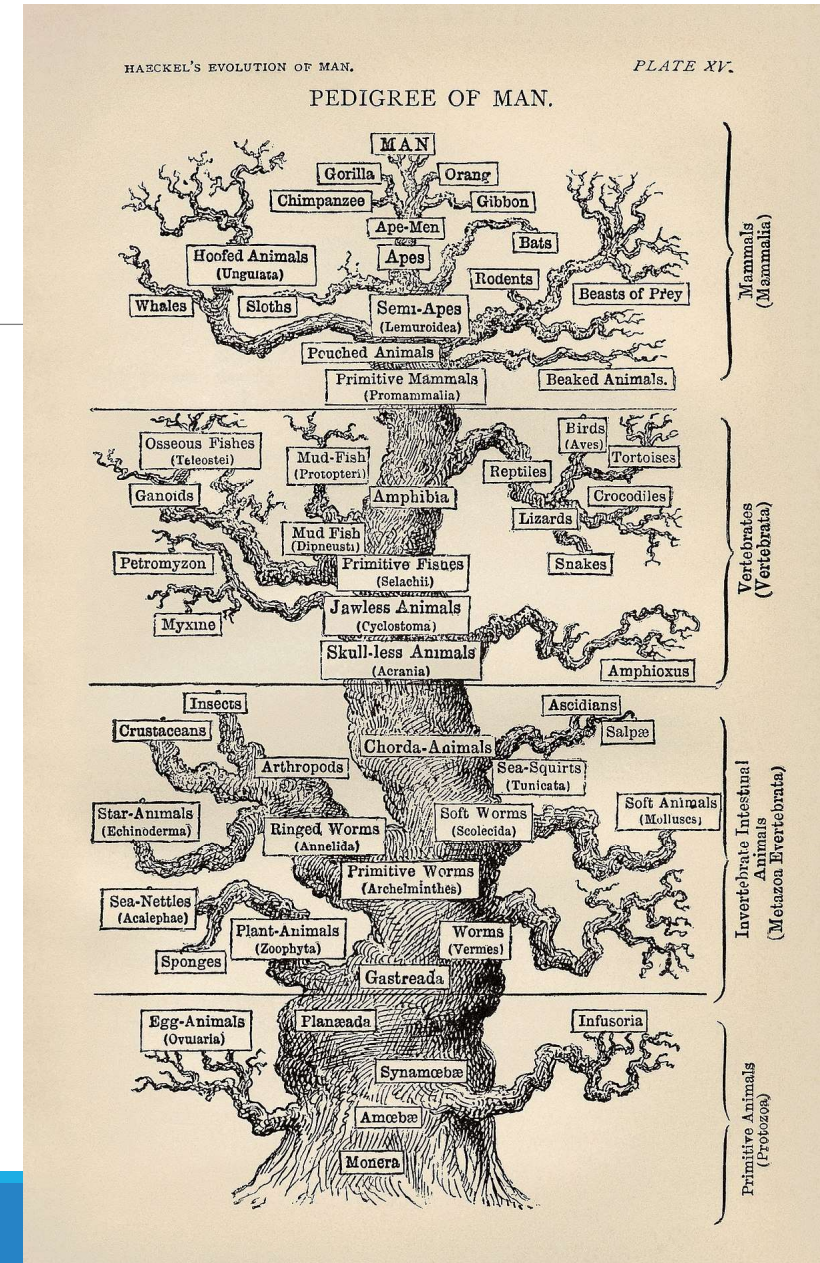 HAECKEL'S EVOLUTION OF MAN.
PLATE XV.
PEDIGREE OF MAN.
MAN
Gorilla
Orang
Chimpanzee
Gibbon
Ape-Men
Bats
Hoofed Animals
(Ungulata)
Apes
Rodents
Beasts of Prey
Whales
Sloths
Semi-Apes
(Lemuroidea)
Pouched Animals
Primitive Mammals
(Promammalia)
Beaked Animals.
Mammals
(Mammalia)
Osseous Fishes
(Teleostei)
Mud-Fish
(Protopteri)
Birds
(Aves)
Tortoises
Reptiles
Ganoids
Amphibia
Crocodiles
Lizards
Mud Fish
(Dipneusti)
Petromyzon
Primitive Fishes
(Selachii)
Snakes
Jawless Animals
(Cyclostoma)
Myxine
Skull-less Animals
(Acrania)
Amphioxus
Vertebrates
(Vertebrata)
Insects
Ascidians
Crustaceans
Salpæ
Chorda-Animals
Arthropods
Sea-Squirts
(Tunicata)
Star-Animals
(Echinoderma)
Soft Worms
(Scolecida)
Soft Animals
(Molluscs)
Ringed Worms
(Annelida)
Primitive Worms
(Archelminthes)
Sea-Nettles
(Acalephae)
Plant-Animals
(Zoophyta)
Worms
(Vermes)
Sponges
Gastreada
Invertebrate Intestinal
Animals
(Metazoa Evertebrata)
Egg-Animals
(Ovularia)
Planæada
Infusoria
Synamœbæ
Amœbæ
Monera
Primitive Animals
(Protozoa)